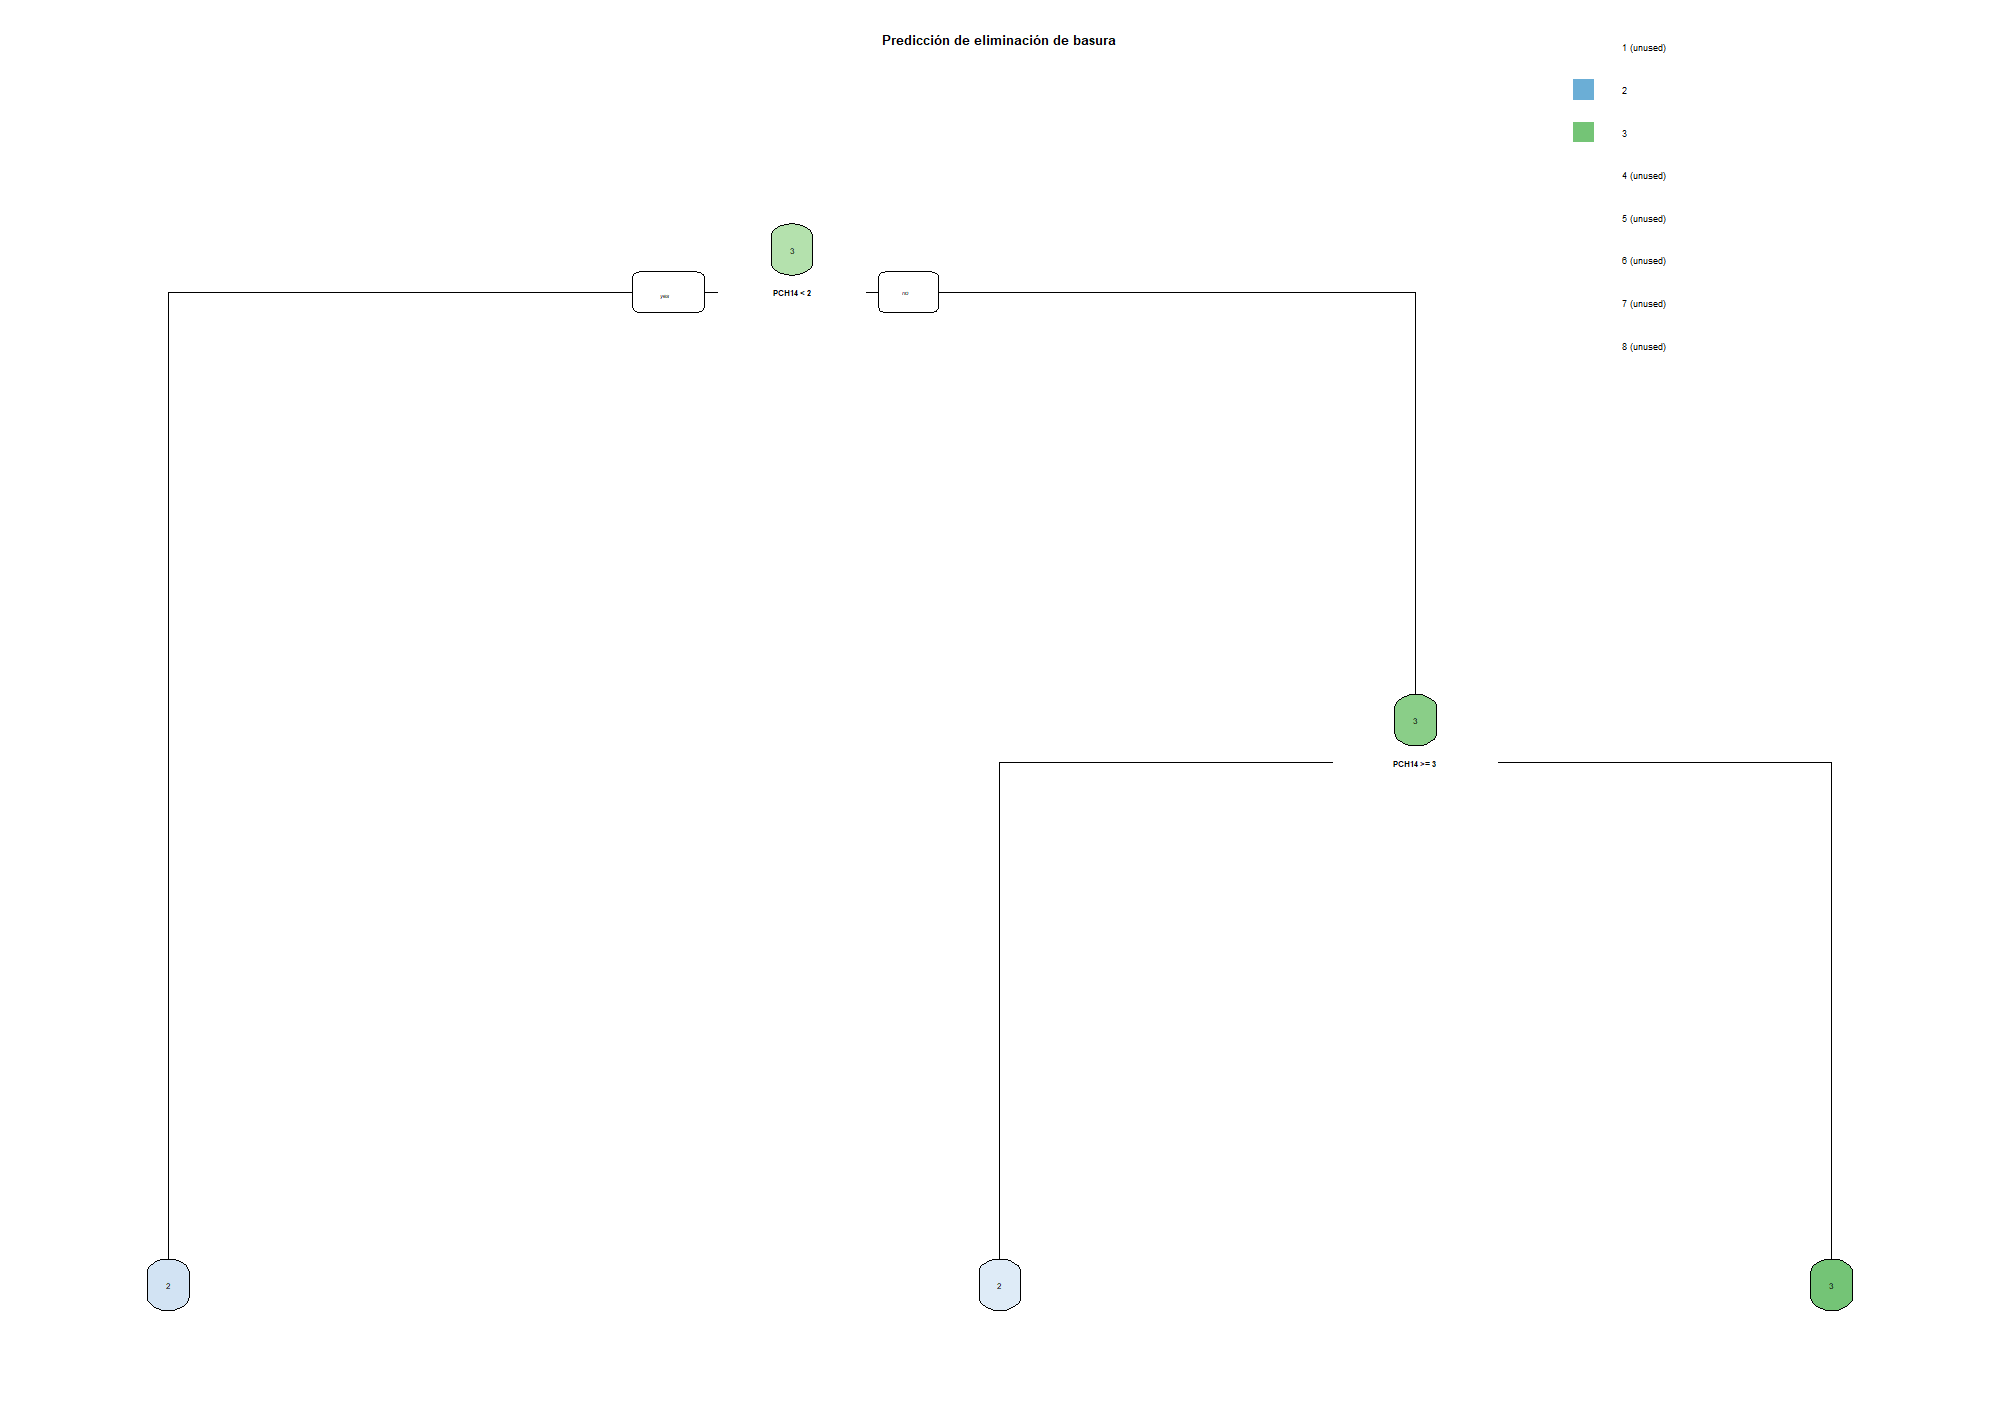 Predicción de eliminación de basura
1 (unused)
2
3
4 (unused)
5 (unused)
6 (unused)
7 (unused)
8 (unused)
3
yes
PCH14 < 2
no
3
PCH14 >= 3
2
2
3